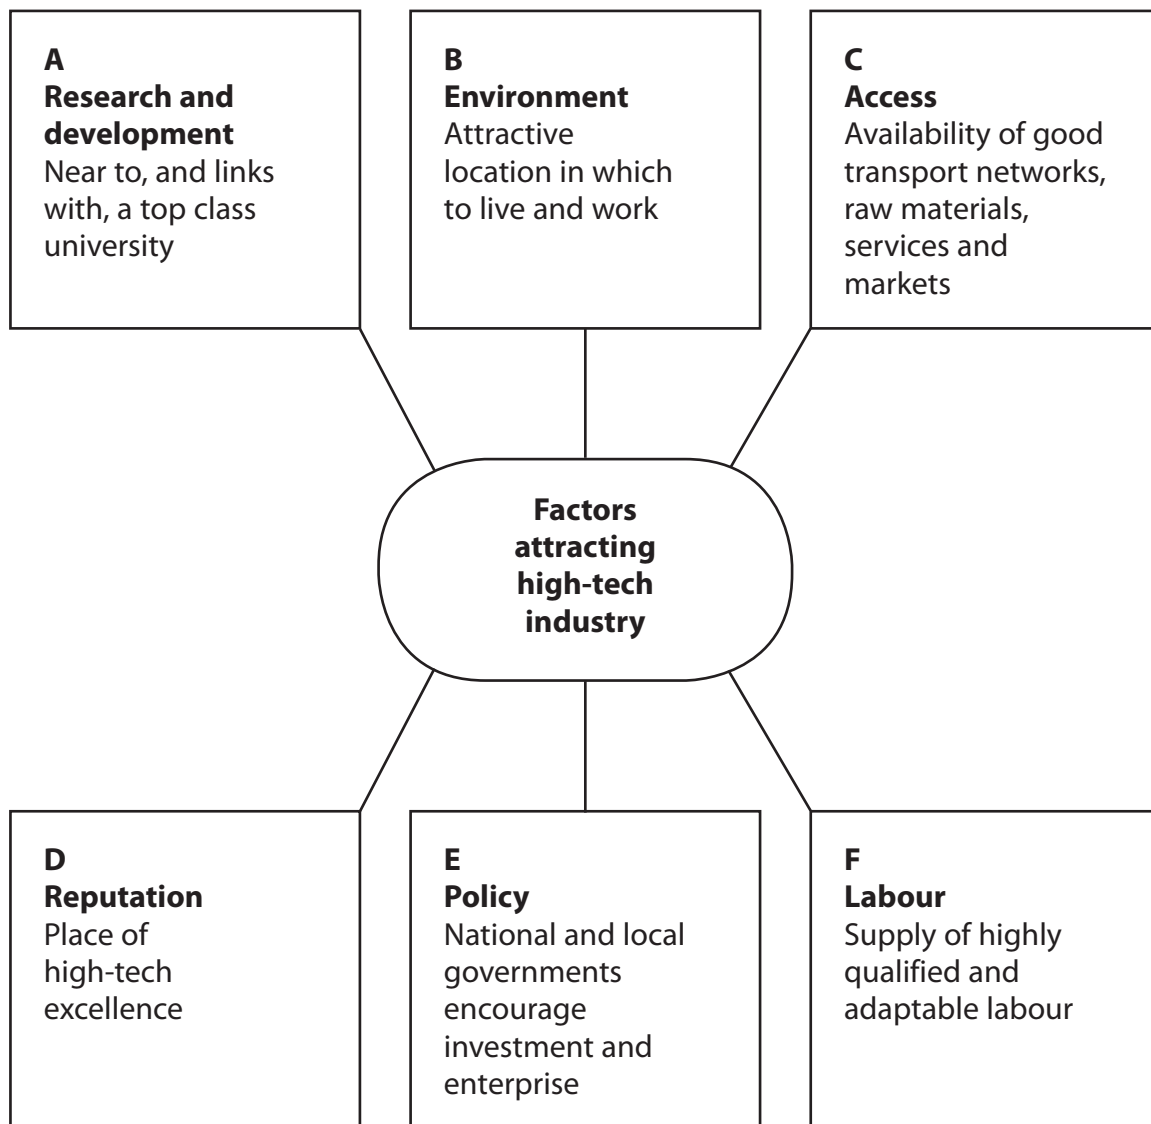 A
Research and
development
Near to, and links
with, a top class
university
B
Environment
Attractive
location in which
to live and work
C
Access
Availability of good
transport networks,
raw materials,
services and
markets
Factors
attracting
high-tech
industry
D
Reputation
Place of
high-tech
excellence
E
Policy
National and local
governments
encourage
investment and
enterprise
F
Labour
Supply of highly
qualified and
adaptable labour